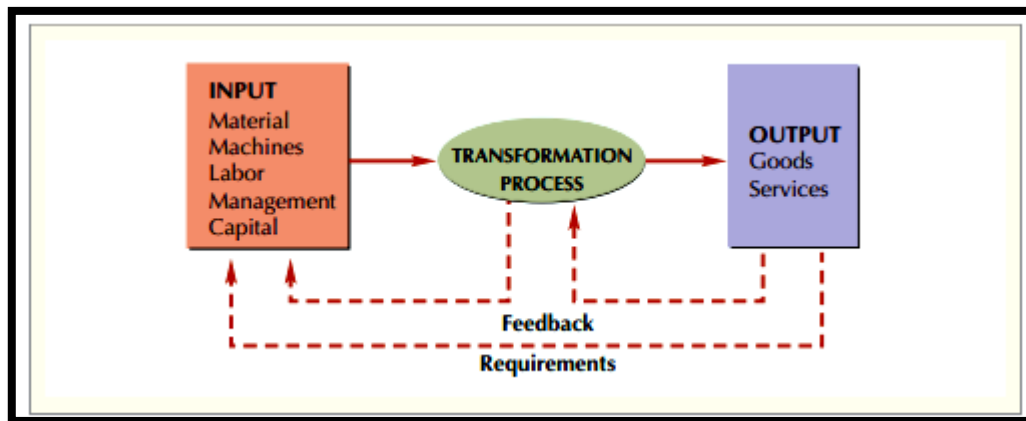 INPUT
Material
Machines
Labor
Management
Capital
TRANSFORMATION
PROCESS
OUTPUT
Goods
Services
Feedback
Requirements